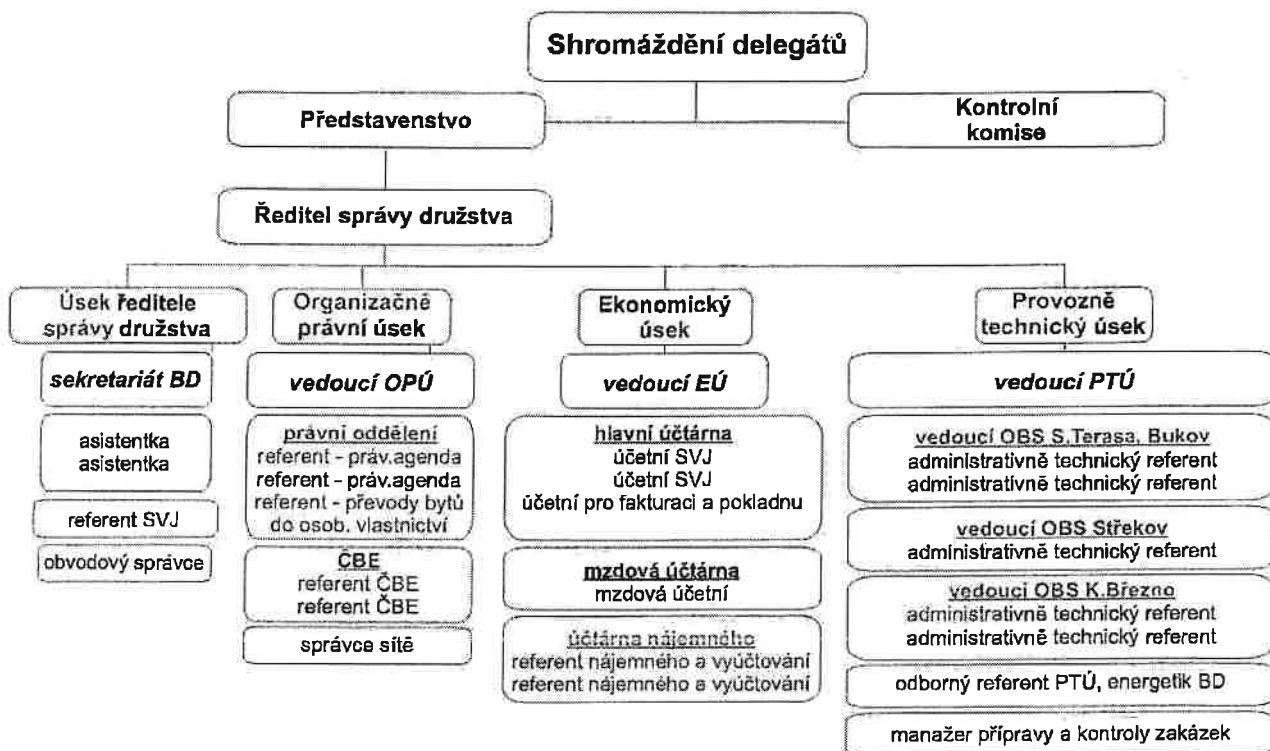 Shromáždění delegátů
Představenstvo
Kontrolní
komise
Ředitel správy družstva
Úsek ředitele
správy družstva
Organizačně
právní úsek
Ekonomický
úsek
Provozně
technický úsek
sekretariát BD
vedoucí OPÚ
vedoucí EÚ
vedoucí PTÚ
asistentka
asistentka
referent SVJ
obvodový správce
právní oddělení
referent - práv.agenda
referent - práv.agenda
referent - převody bytů
do osob. vlastnictví
ČBE
referent ČBE
referent ČBE
správce sítě
hlavní účtárna
účetní SVJ
účetní SVJ
účetní pro fakturaci a pokladnu
mzdová účtárna
mzdová účetní
účtárna nájemného
referent nájemného a vyúčtování
referent nájemného a vyúčtování
vedoucí OBS S.Terasa, Bukov
administrativně technický referent
administrativně technický referent
vedoucí OBS Střekov
administrativně technický referent
vedoucí OBS K.Březno
administrativně technický referent
administrativně technický referent
odborný referent PTÚ, energetik BD
manažer přípravy a kontroly zakázek